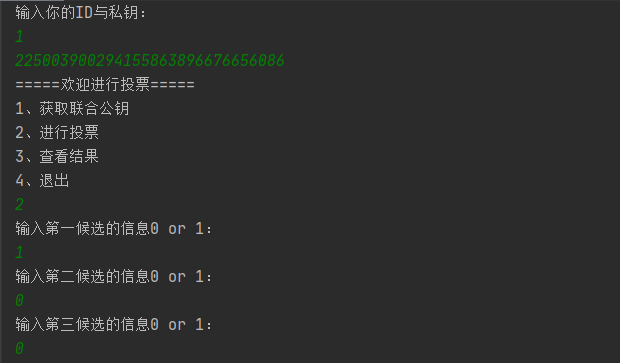 输入你的ID与私钥：
1
225003900294155863896676656086
=====欢迎进行投票=====
1、获取联合公钥
2、进行投票
3、查看结果
4、退出
2
输入第一候选的信息0 or 1：
1
输入第二候选的信息0 or 1：
0
输入第三候选的信息0 or 1：
0